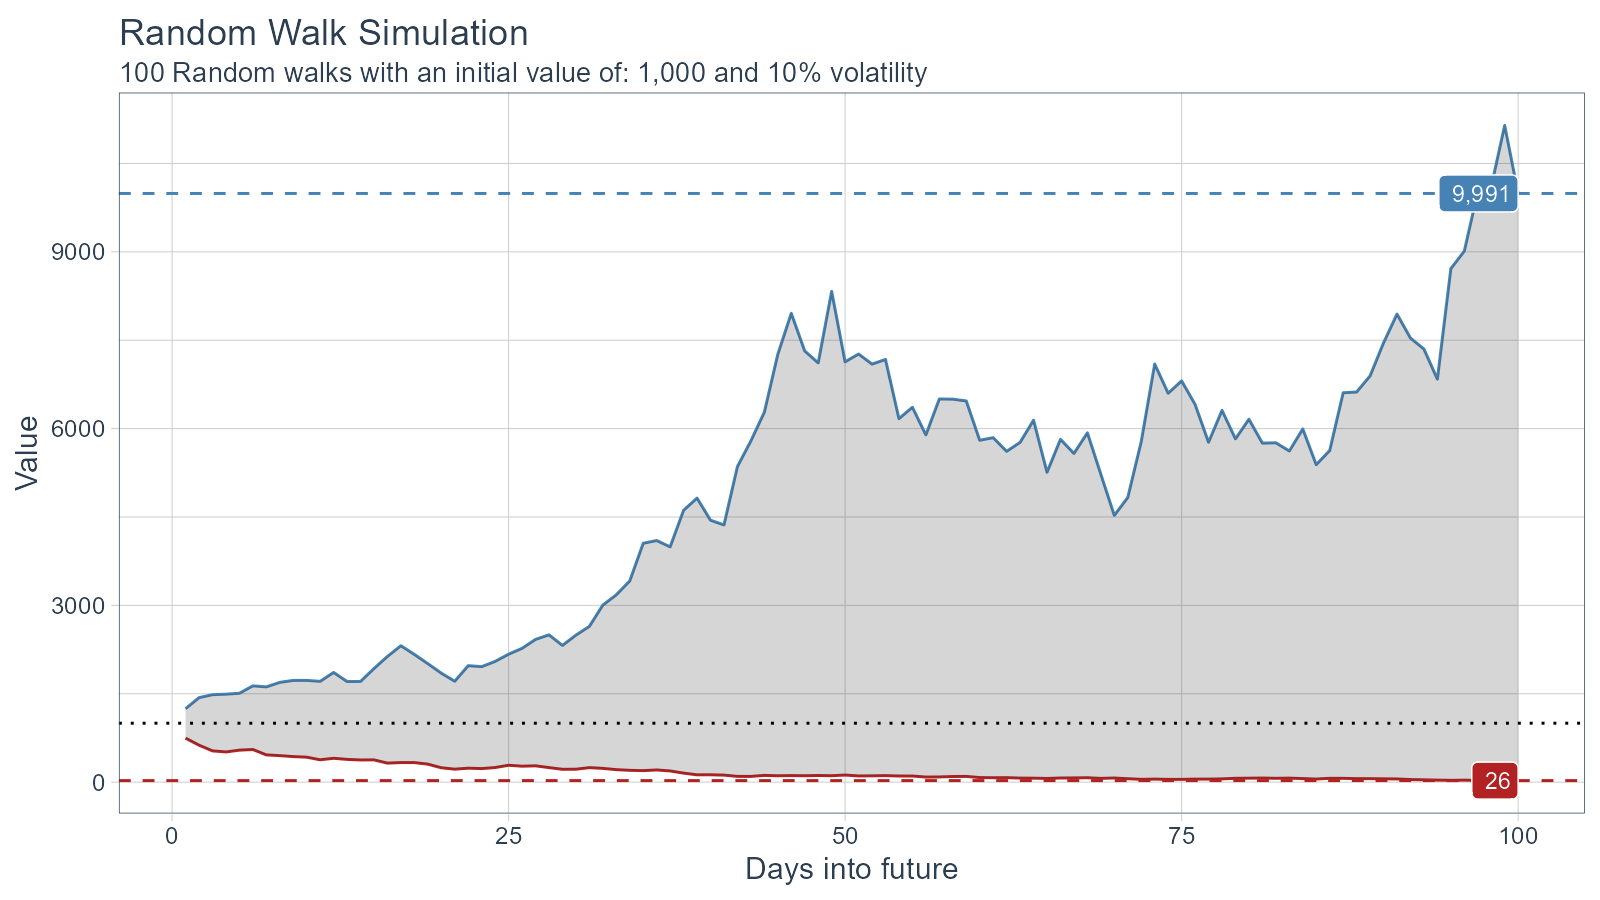 Random Walk Simulation
100 Random walks with an initial value of: 1,000 and 10% volatility
9,991
9000
6000
Value
3000
0
26
0 25 50 75 100
Days into future